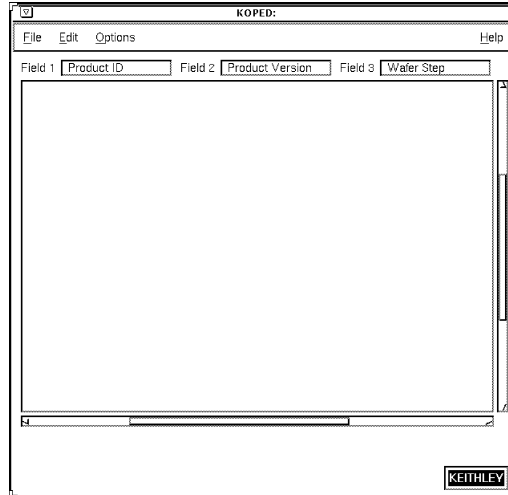 KOPED:
File Edit Options Help
Field 1 Product ID Field 2 Product Version Field 3 Wafer Step
KEITHLEY